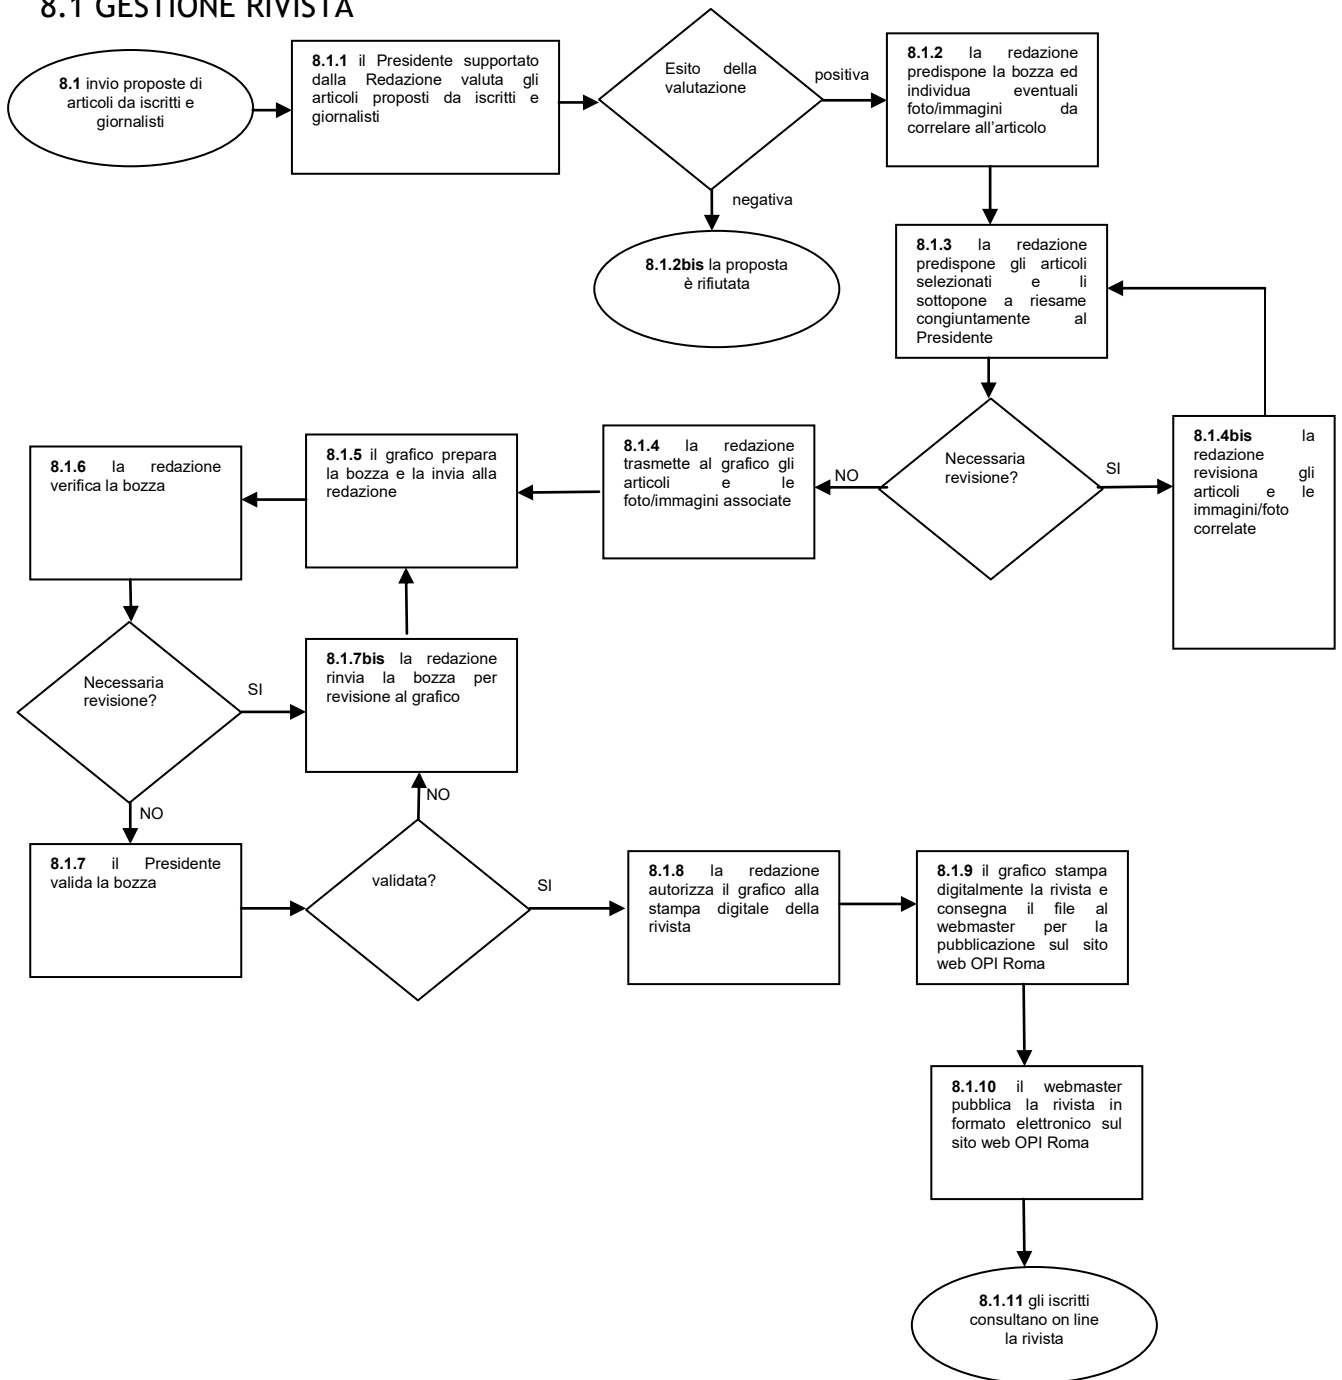 8.1 GESTIONE RIVISTA
8.1 invio proposte di
articoli da iscritti e
giornalisti
8.1.1 il Presidente supportato
dalla Redazione valuta gli
articoli proposti da iscritti e
giornalisti
Esito della
valutazione
positiva
8.1.2 la redazione
predispone la bozza ed
individua eventuali
foto/immagini da
correlare all'articolo
negativa
8.1.2bis la proposta
è rifiutata
8.1.3 la redazione
predispone gli articoli
selezionati e li
sottopone a riesame
congiuntamente al
Presidente
Necessaria
revisione?
SI
8.1.4bis la
redazione
revisiona gli
articoli e le
immagini/foto
correlate
NO
8.1.4 la redazione
trasmette al grafico gli
articoli e le
foto/immagini associate
8.1.5 il grafico prepara
la bozza e la invia alla
redazione
8.1.6 la redazione
verifica la bozza
Necessaria
revisione?
SI
8.1.7bis la redazione
rinvia la bozza per
revisione al grafico
NO
8.1.7 il Presidente
valida la bozza
validata?
NO
SI
8.1.8 la redazione
autorizza il grafico alla
stampa digitale della
rivista
8.1.9 il grafico stampa
digitalmente la rivista e
consegna il file al
webmaster per la
pubblicazione sul sito
web OPI Roma
8.1.10 il webmaster
pubblica la rivista in
formato elettronico sul
sito web OPI Roma
8.1.11 gli iscritti
consultano on line
la rivista